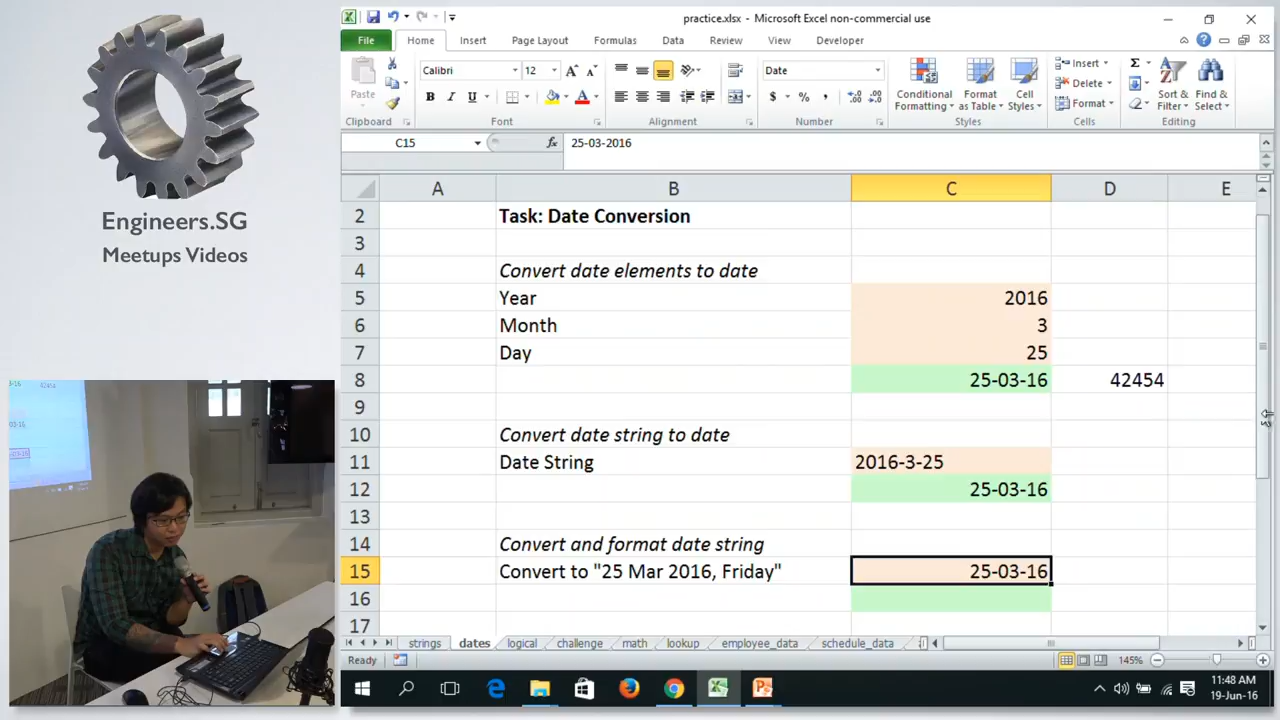 practice.xlsx - Microsoft Excel non-commercial use
File Home Insert Page Layout Formulas Data Review View Developer
Paste Calibri 12 A A Date Conditional Formatting Format as Table Cell Styles Insert Delete Format Sort & Filter Find & Select
B I U A $ % ,
Clipboard Font Alignment Number Styles Cells Editing
C15 fx 25-03-2016
A B C D E
2 Task: Date Conversion
3
4 Convert date elements to date
5 Year 2016
6 Month 3
7 Day 25
8 25-03-16 42454
9
10 Convert date string to date
11 Date String 2016-3-25
12 25-03-16
13
14 Convert and format date string
15 Convert to "25 Mar 2016, Friday" 25-03-16
16
17
strings dates logical challenge math lookup employee_data schedule_data
Ready 145%
11:48 AM
19-Jun-16
Engineers.SG
Meetups Videos